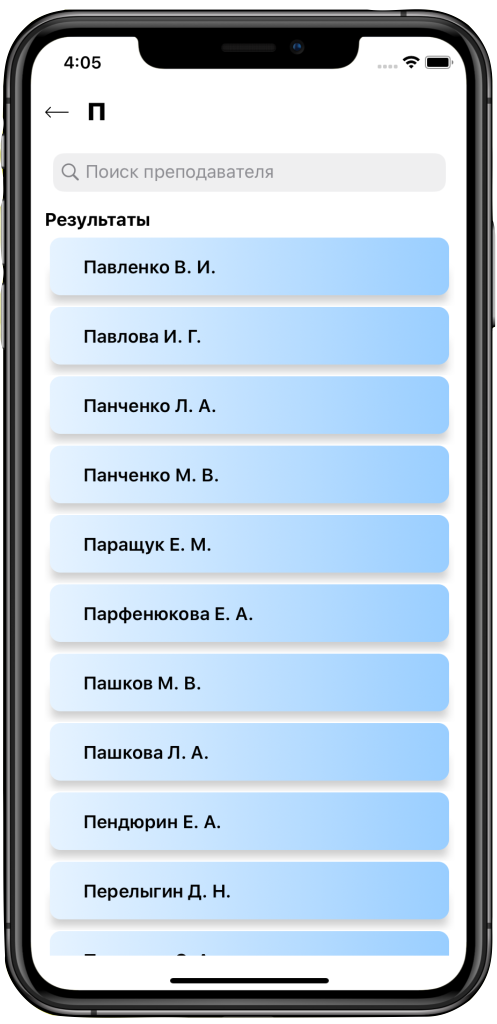 4:05
П
Поиск преподавателя
Результаты
Павленко В. И.
Павлова И. Г.
Панченко Л. А.
Панченко М. В.
Паращук Е. М.
Парфенюкова Е. А.
Пашков М. В.
Пашкова Л. А.
Пендюрин Е. А.
Перелыгин Д. Н.